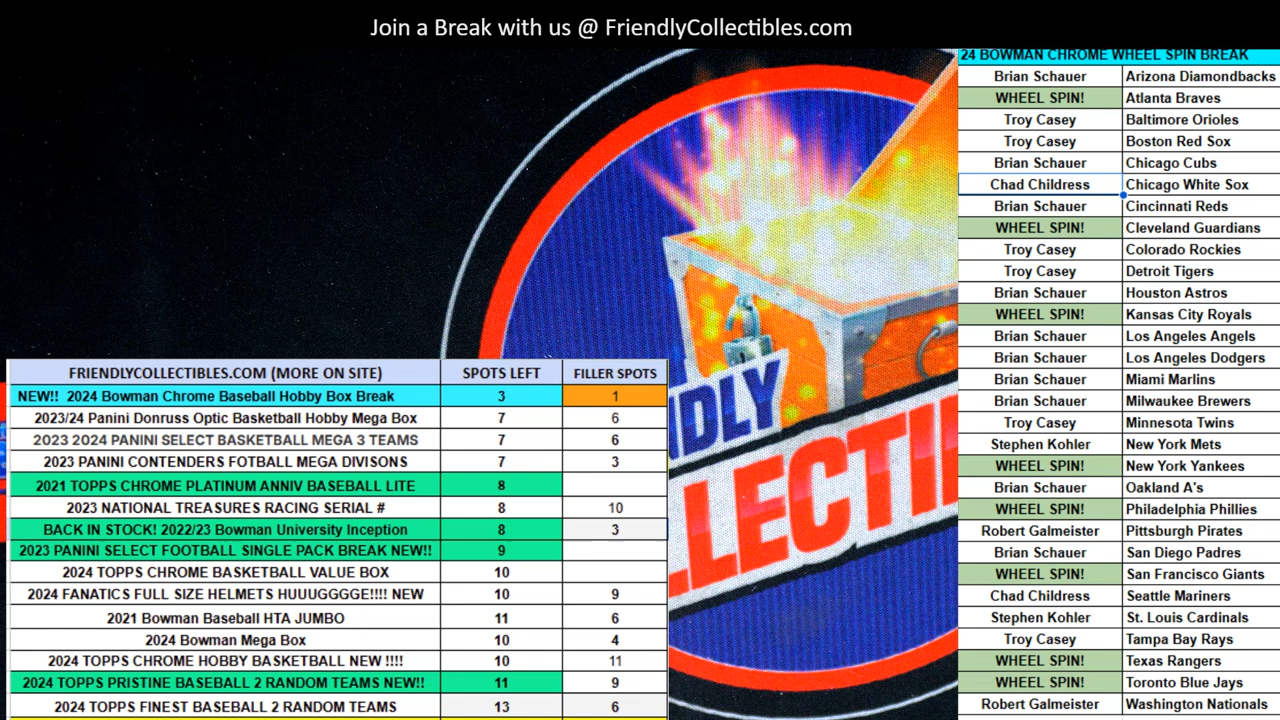 Join a Break with us @ FriendlyCollectibles.com
24 BOWMAN CHROME WHEEL SPIN BREAK
Brian Schauer Arizona Diamondbacks
WHEEL SPIN! Atlanta Braves
Troy Casey Baltimore Orioles
Troy Casey Boston Red Sox
Brian Schauer Chicago Cubs
Chad Childress Chicago White Sox
Brian Schauer Cincinnati Reds
WHEEL SPIN! Cleveland Guardians
Troy Casey Colorado Rockies
Troy Casey Detroit Tigers
Brian Schauer Houston Astros
WHEEL SPIN! Kansas City Royals
Brian Schauer Los Angeles Angels
Brian Schauer Los Angeles Dodgers
Brian Schauer Miami Marlins
Brian Schauer Milwaukee Brewers
Troy Casey Minnesota Twins
Stephen Kohler New York Mets
WHEEL SPIN! New York Yankees
Brian Schauer Oakland A's
WHEEL SPIN! Philadelphia Phillies
Robert Galmeister Pittsburgh Pirates
Brian Schauer San Diego Padres
WHEEL SPIN! San Francisco Giants
Chad Childress Seattle Mariners
Stephen Kohler St. Louis Cardinals
Troy Casey Tampa Bay Rays
WHEEL SPIN! Texas Rangers
WHEEL SPIN! Toronto Blue Jays
Robert Galmeister Washington Nationals
FRIENDLYCOLLECTIBLES.COM (MORE ON SITE) SPOTS LEFT FILLER SPOTS
NEW!! 2024 Bowman Chrome Baseball Hobby Box Break 3 1
2023/24 Panini Donruss Optic Basketball Hobby Mega Box 7 6
2023 2024 PANINI SELECT BASKETBALL MEGA 3 TEAMS 7 6
2023 PANINI CONTENDERS FOTBALL MEGA DIVISONS 7 3
2021 TOPPS CHROME PLATINUM ANNIV BASEBALL LITE 8
2023 NATIONAL TREASURES RACING SERIAL # 8 10
BACK IN STOCK! 2022/23 Bowman University Inception 8 3
2023 PANINI SELECT FOOTBALL SINGLE PACK BREAK NEW!! 9
2024 TOPPS CHROME BASKETBALL VALUE BOX 10
2024 FANATICS FULL SIZE HELMETS HUUUGGGGE!!!! NEW 10 9
2021 Bowman Baseball HTA JUMBO 11 6
2024 Bowman Mega Box 10 4
2024 TOPPS CHROME HOBBY BASKETBALL NEW !!!! 10 11
2024 TOPPS PRISTINE BASEBALL 2 RANDOM TEAMS NEW!! 11 9
2024 TOPPS FINEST BASEBALL 2 RANDOM TEAMS 13 6
NDLY
LLECTI